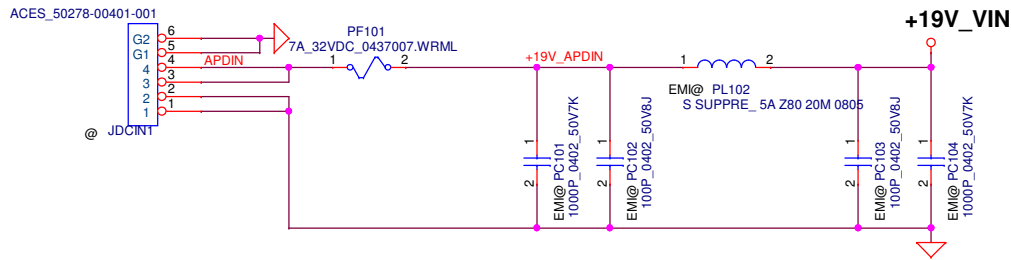 ACES_50278-00401-001
+19V_VIN
G2
6
G1
5
4
3
2
1
APDIN
@ JDCIN1
PF101
7A_32VDC_0437007.WRML
1
2
+19V_APDIN
1
2
EMI@ PL102
S SUPPRE_ 5A Z80 20M 0805
1
2
EMI@ PC101
1000P_0402_50V7K
1
2
EMI@ PC102
100P_0402_50V8J
1
2
EMI@ PC103
100P_0402_50V8J
1
2
EMI@ PC104
1000P_0402_50V7K
4
3
2
1